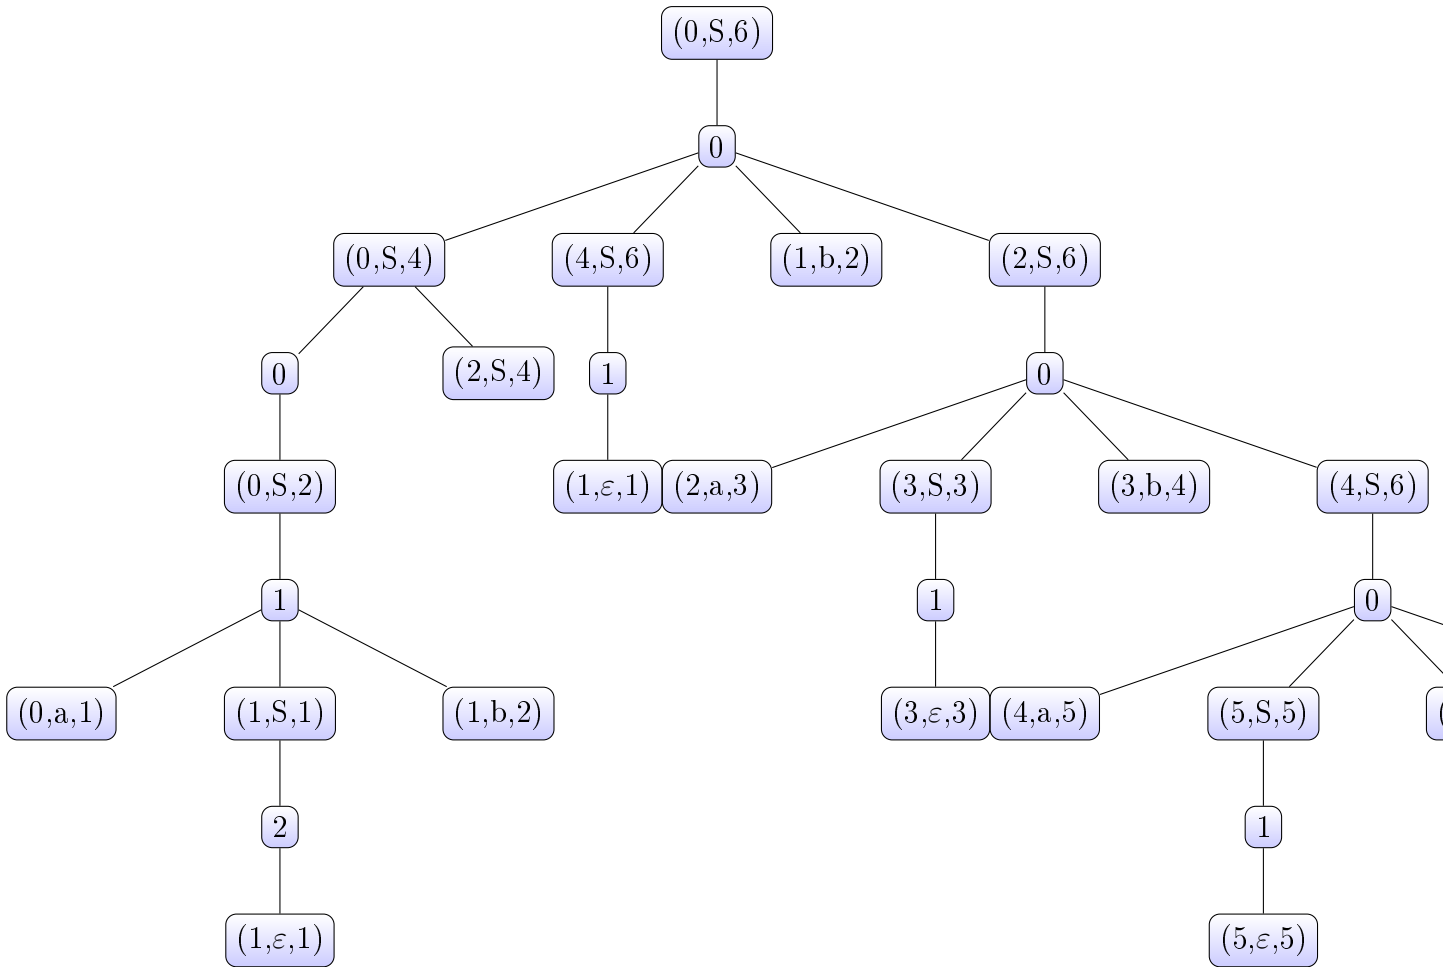 (0,S,6)
0
(0,S,4) (4,S,6) (1,b,2) (2,S,6)
0 (2,S,4) 1 0
(0,S,2) (1,ε,1) (2,a,3) (3,S,3) (3,b,4) (4,S,6)
1 1 0
(0,a,1) (1,S,1) (1,b,2) (3,ε,3) (4,a,5) (5,S,5) (
2 1
(1,ε,1) (5,ε,5)